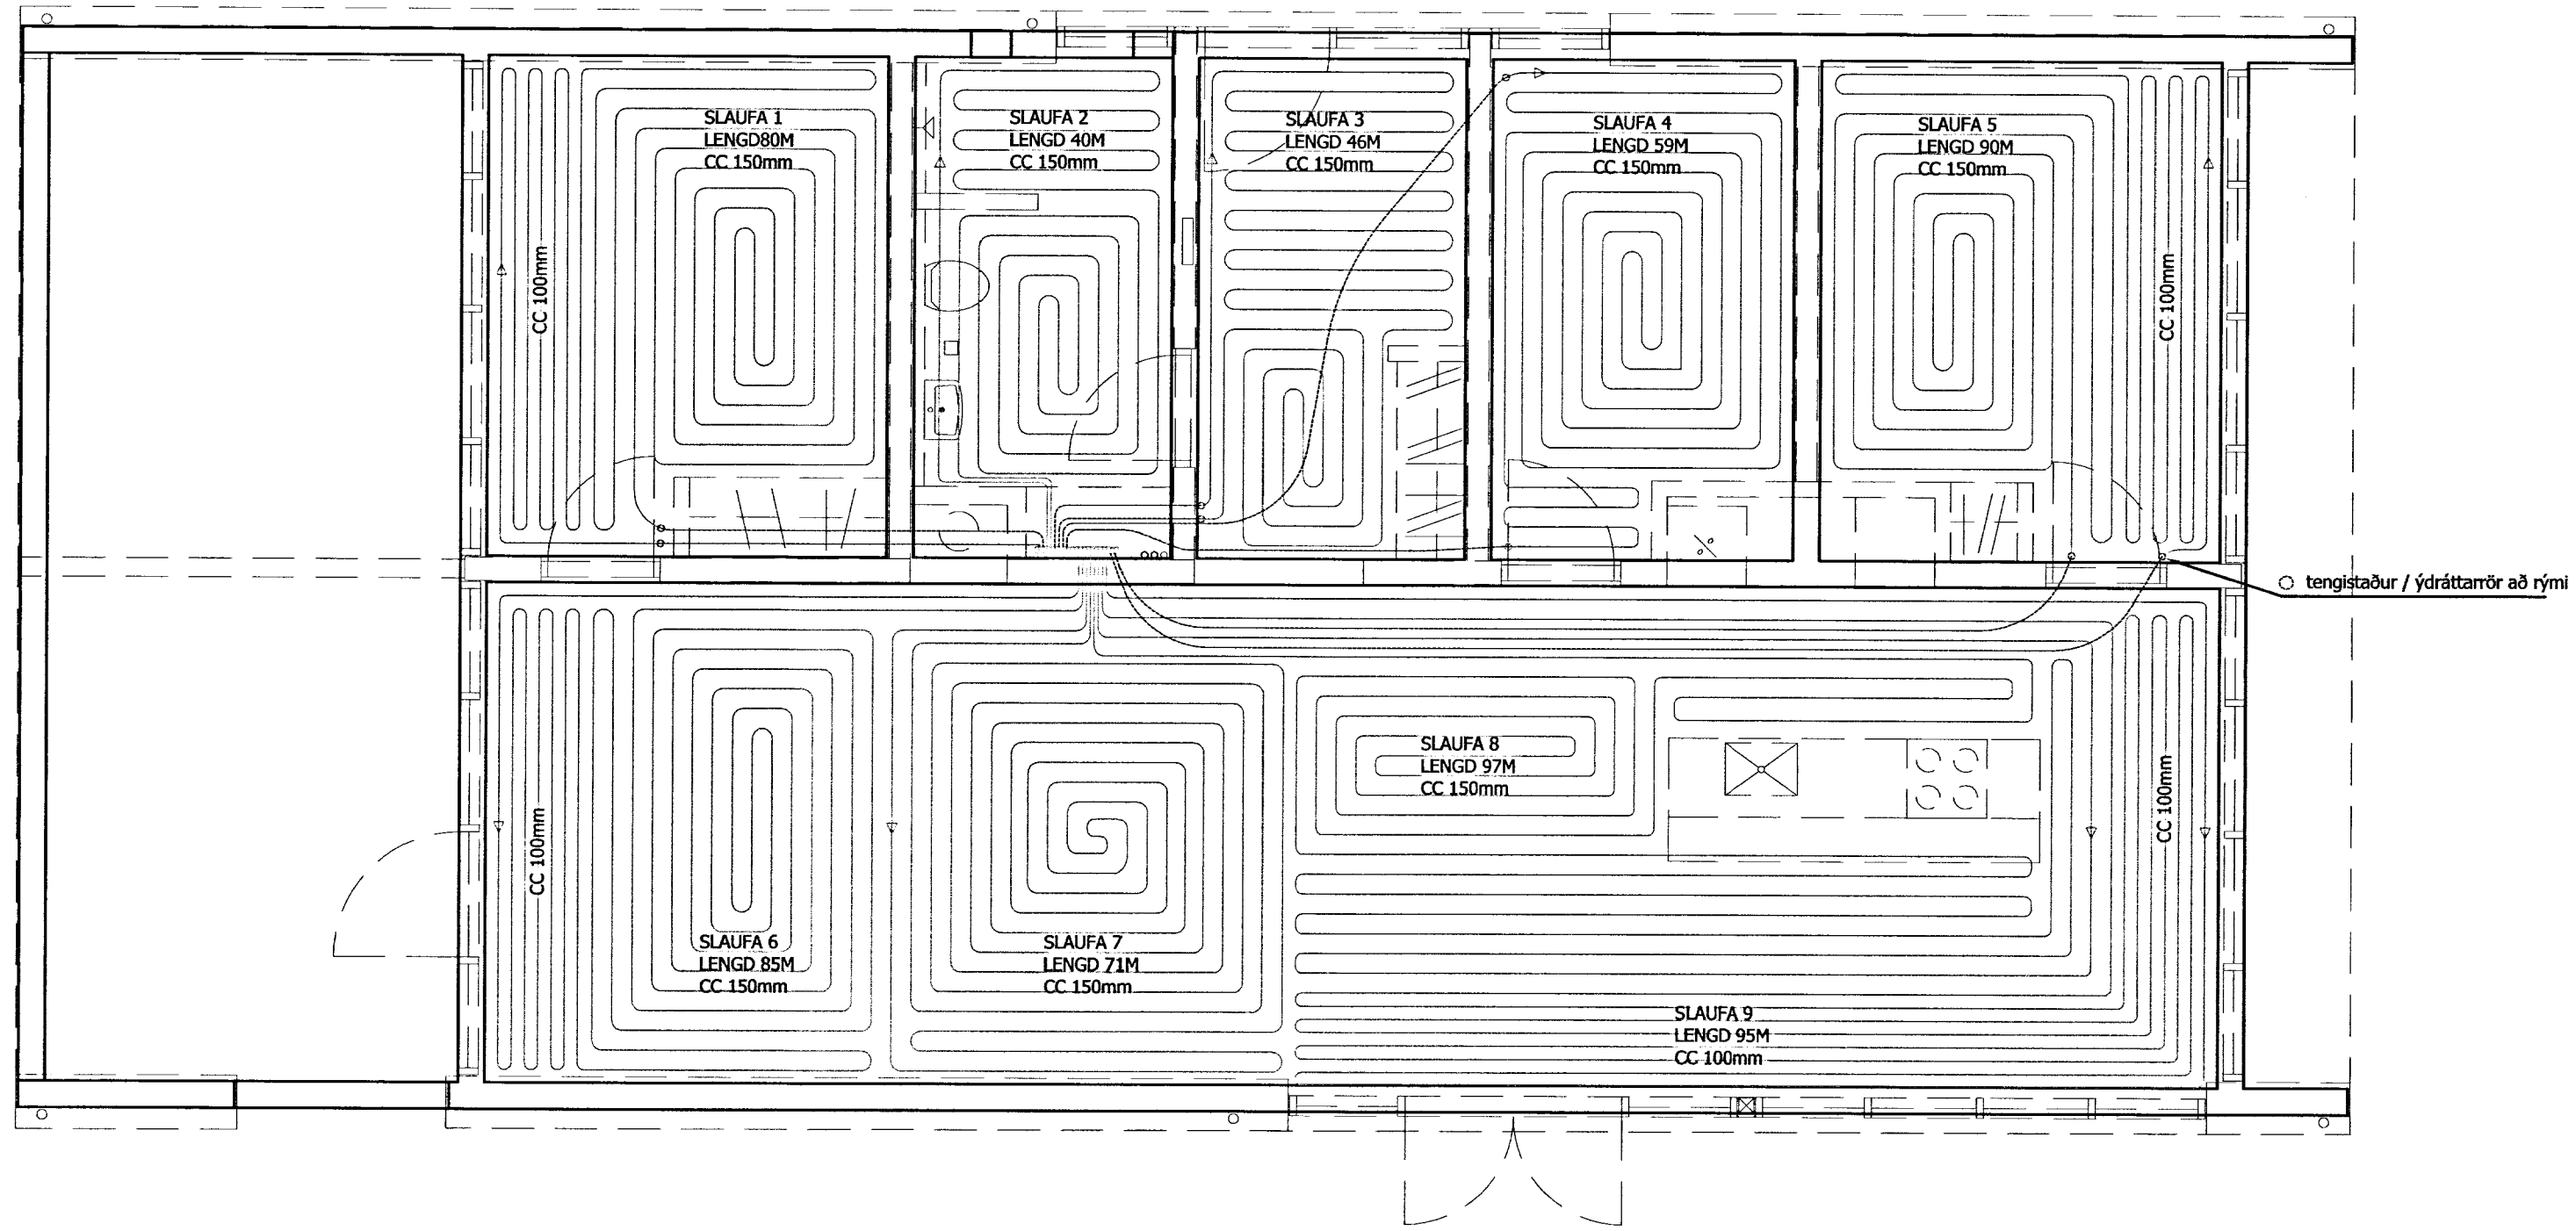 SLAUFA 1
LENGD80M
CC 150mm
SLAUFA 2
LENGD 40M
CC 150mm
SLAUFA 3
LENGD 46M
CC 150mm
SLAUFA 4
LENGD 59M
CC 150mm
SLAUFA 5
LENGD 90M
CC 150mm
CC 100mm
CC 100mm
tengistaður / ýdráttarrör að rými
SLAUFA 6
LENGD 85M
CC 150mm
SLAUFA 7
LENGD 71M
CC 150mm
SLAUFA 8
LENGD 97M
CC 150mm
SLAUFA 9
LENGD 95M
CC 100mm
CC 100mm
CC 100mm